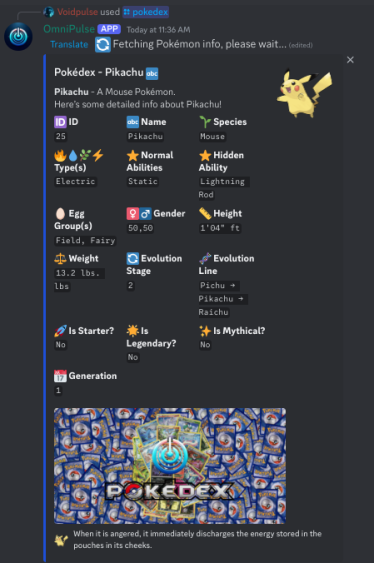 Voidpulse used pokedex
OmniPulse APP Today at 11:36 AM
Translate Fetching Pokémon info, please wait... (edited)
Pokédex - Pikachu abc
Pikachu - A Mouse Pokémon.
Here's some detailed info about Pikachu!
ID ID abc Name Species
25 Pikachu Mouse
Type(s) Normal Abilities Hidden Ability
Electric Static Lightning Rod
Egg Group(s) Gender Height
Field, Fairy 50,50 1'04" ft
Weight Evolution Stage Evolution Line
13.2 lbs. lbs 2 Pichu → Pikachu → Raichu
Is Starter? Is Legendary? Is Mythical?
No No No
Generation
1
POKEDEX
When it is angered, it immediately discharges the energy stored in the
pouches in its cheeks.